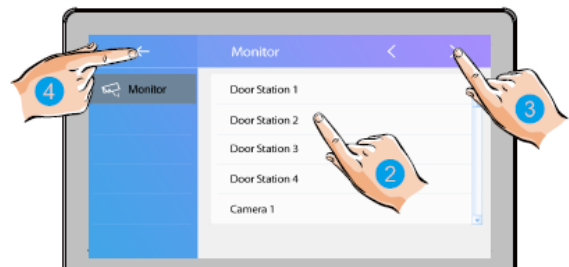 Monitor
Monitor
Door Station 1
Door Station 2
Door Station 3
Door Station 4
Camera 1
4
3
2